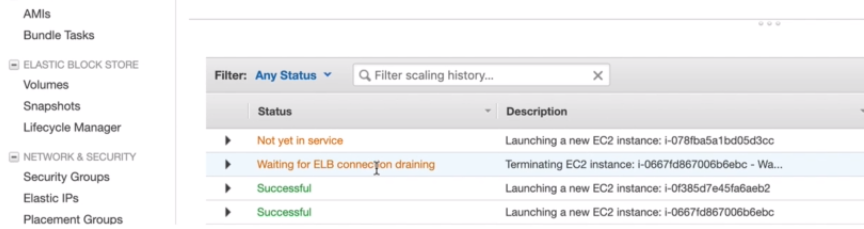 AMIs
Bundle Tasks
ELASTIC BLOCK STORE
Volumes
Snapshots
Lifecycle Manager
NETWORK & SECURITY
Security Groups
Elastic IPs
Placement Groups
Filter: Any Status Filter scaling history...
Status Description
Not yet in service Launching a new EC2 instance: i-078fba5a1bd05d3cc
Waiting for ELB connection draining Terminating EC2 instance: i-0667fd867006b6ebc - Wa...
Successful Launching a new EC2 instance: i-0f385d7e45fa6aeb2
Successful Launching a new EC2 instance: i-0667fd867006b6ebc